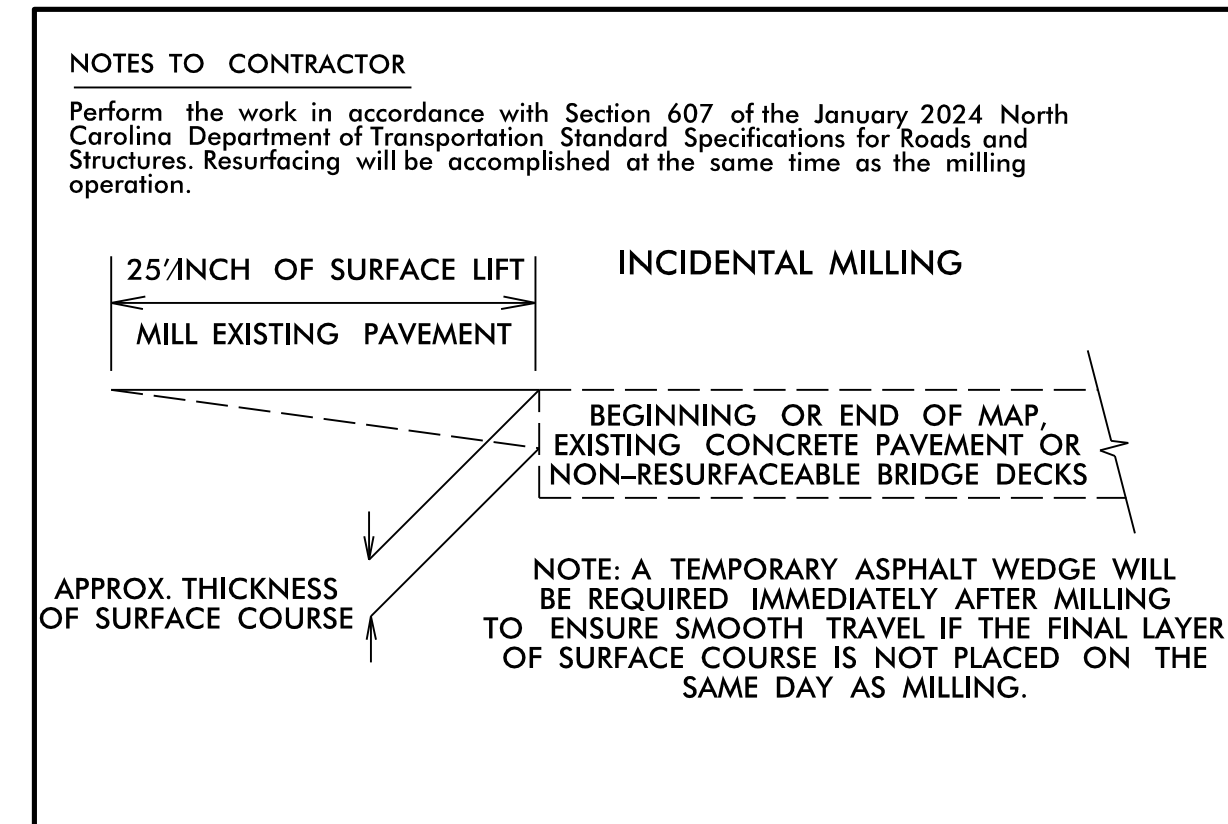 NOTES TO CONTRACTOR
Perform the work in accordance with Section 607 of the January 2024 North
Carolina Department of Transportation Standard Specifications for Roads and
Structures. Resurfacing will be accomplished at the same time as the milling
operation.
25'/INCH OF SURFACE LIFT
INCIDENTAL MILLING
MILL EXISTING PAVEMENT
BEGINNING OR END OF MAP,
EXISTING CONCRETE PAVEMENT OR
NON-RESURFACEABLE BRIDGE DECKS
APPROX. THICKNESS
OF SURFACE COURSE
NOTE: A TEMPORARY ASPHALT WEDGE WILL
BE REQUIRED IMMEDIATELY AFTER MILLING
TO ENSURE SMOOTH TRAVEL IF THE FINAL LAYER
OF SURFACE COURSE IS NOT PLACED ON THE
SAME DAY AS MILLING.